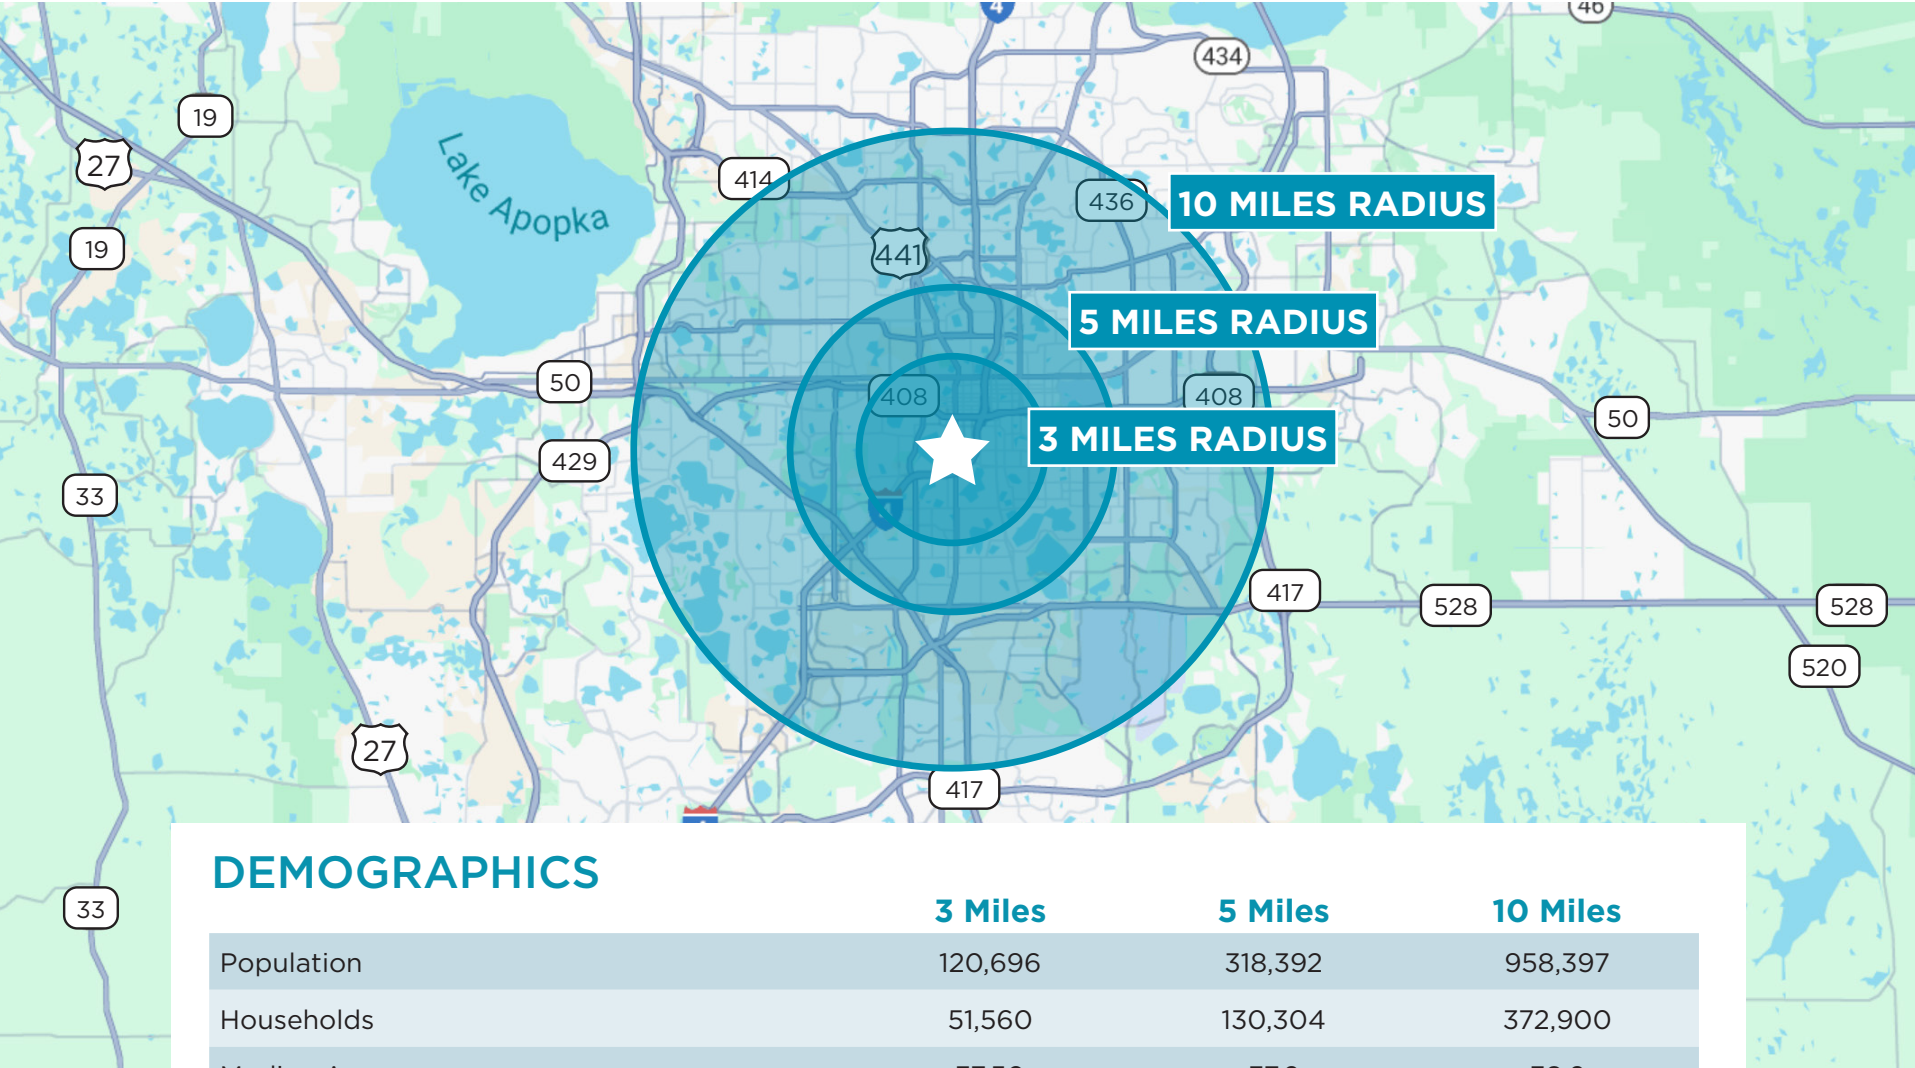 4
46
434
19
27
Lake Apopka
414
436
10 MILES RADIUS
19
441
5 MILES RADIUS
50
408
408
50
3 MILES RADIUS
429
33
417
528
528
520
27
417
DEMOGRAPHICS
33
3 Miles 5 Miles 10 Miles
Population 120,696 318,392 958,397
Households 51,560 130,304 372,900